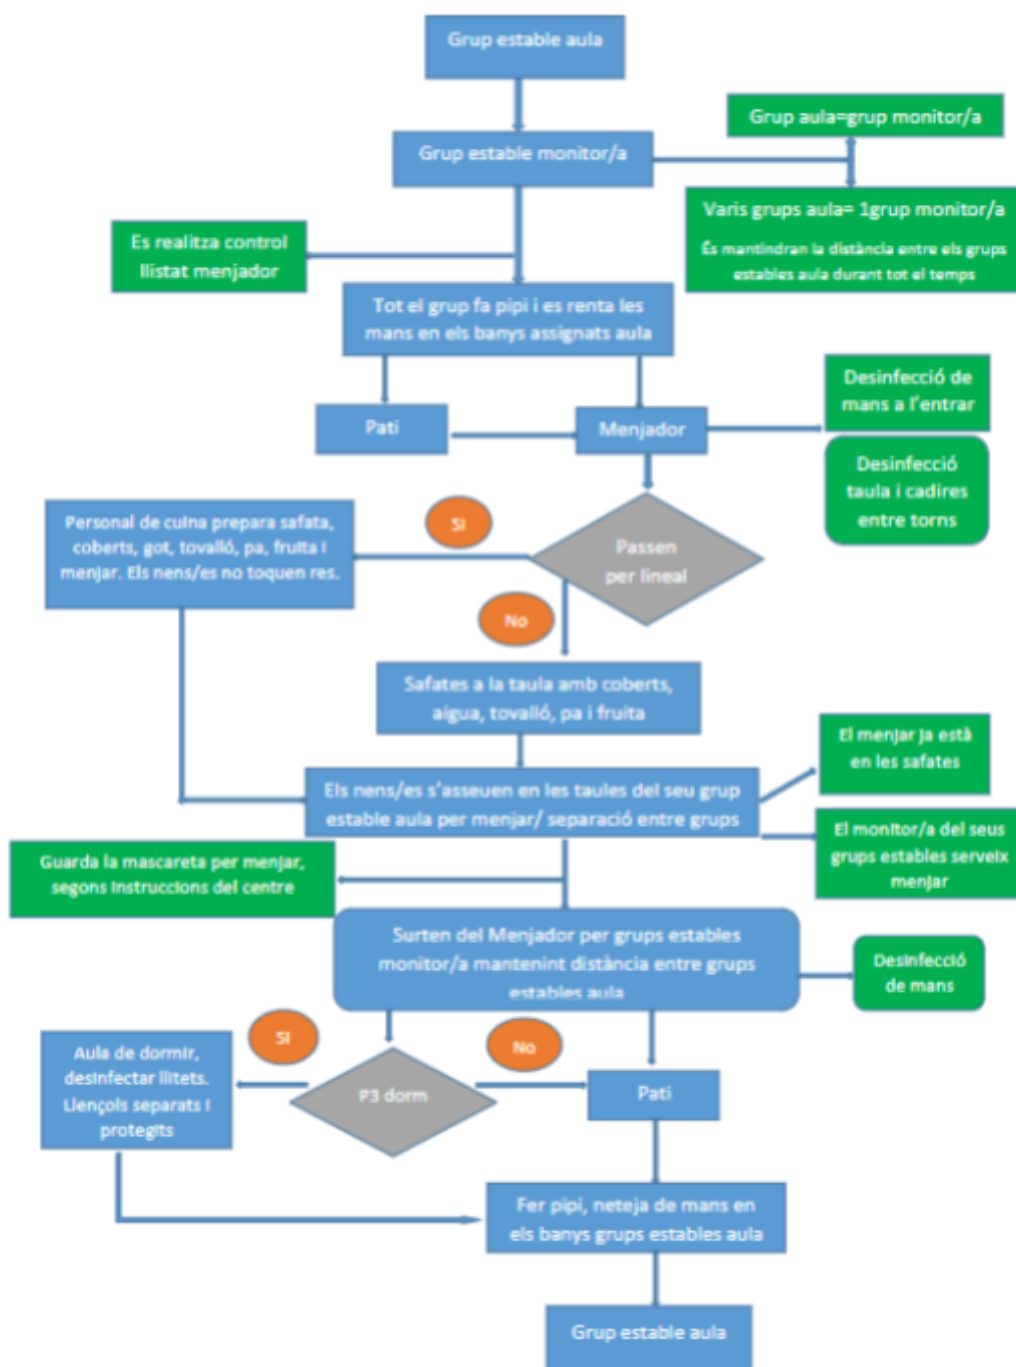 Grup estable aula
Grup aula=grup monitor/a
Grup estable monitor/a
Varis grups aula= 1grup monitor/a
És mantindran la distància entre els grups
estables aula durant tot el temps
Es realitza control
llistat menjador
Tot el grup fa pipi i es renta les
mans en els banys assignats aula
Desinfecció de
mans a l'entrar
Pati
Menjador
Desinfecció
taula i cadires
entre torns
Personal de cuina prepara safata,
coberts, got, tovalló, pa, fruita i
menjar. Els nens/es no toquen res.
SI
Passen
per lineal
No
Safates a la taula amb coberts,
aigua, tovalló, pa i fruita
El menjar ja està
en les safates
Els nens/es s'asseuen en les taules del seu grup
estable aula per menjar/ separació entre grups
El monitor/a del seus
grups estables serveix
menjar
Guarda la mascareta per menjar,
segons instruccions del centre
Surten del Menjador per grups estables
monitor/a mantenint distància entre grups
estables aula
Desinfecció
de mans
SI
No
Aula de dormir,
desinfectar llitets.
Llençols separats i
protegits
P3 dorm
Pati
Fer pipi, neteja de mans en
els banys grups estables aula
Grup estable aula